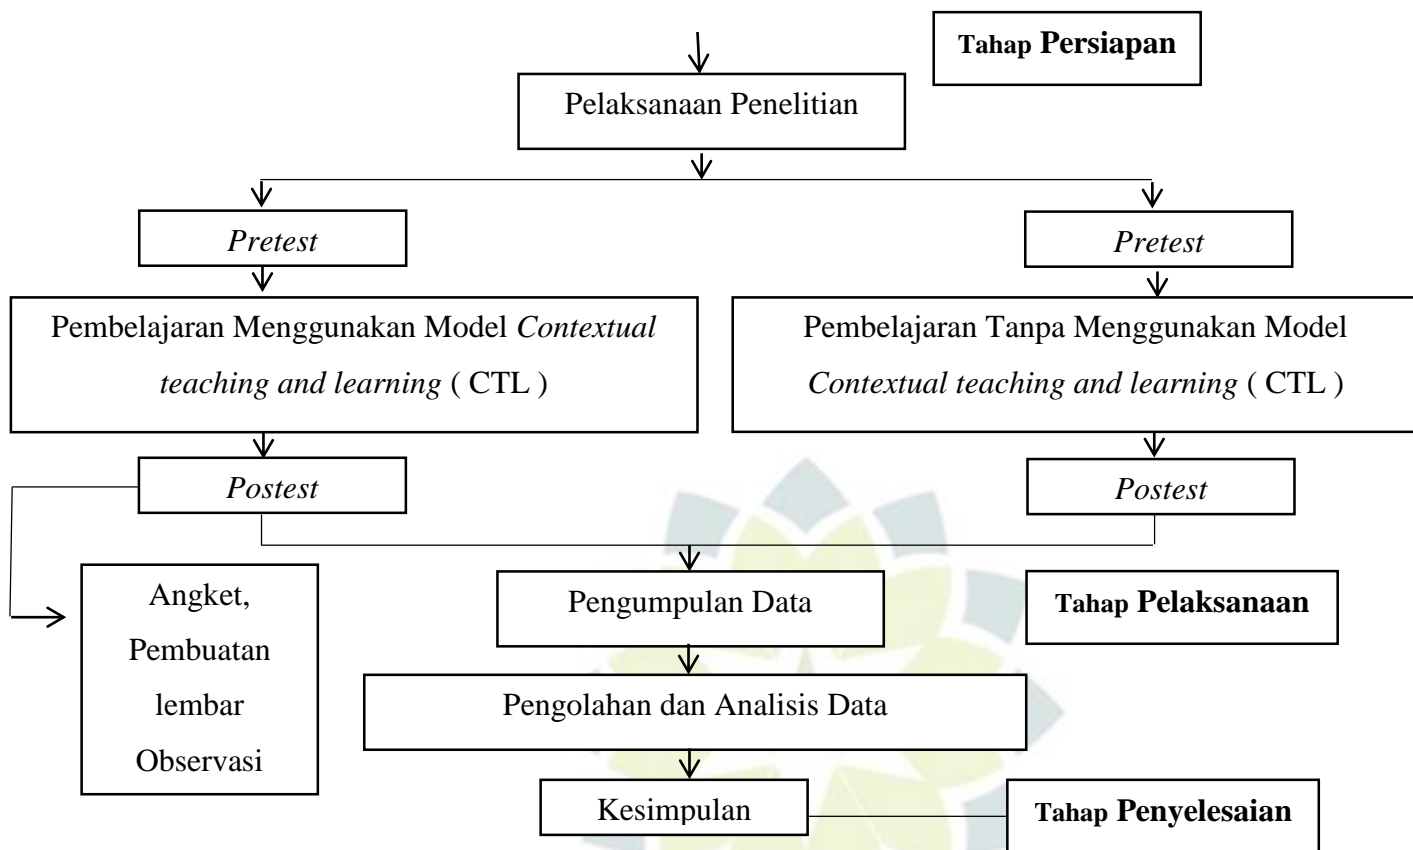 Tahap Persiapan
Pelaksanaan Penelitian
Pretest
Pretest
Pembelajaran Menggunakan Model Contextual
teaching and learning ( CTL )
Pembelajaran Tanpa Menggunakan Model
Contextual teaching and learning ( CTL )
Postest
Postest
Angket,
Pembuatan
lembar
Observasi
Pengumpulan Data
Tahap Pelaksanaan
Pengolahan dan Analisis Data
Kesimpulan
Tahap Penyelesaian